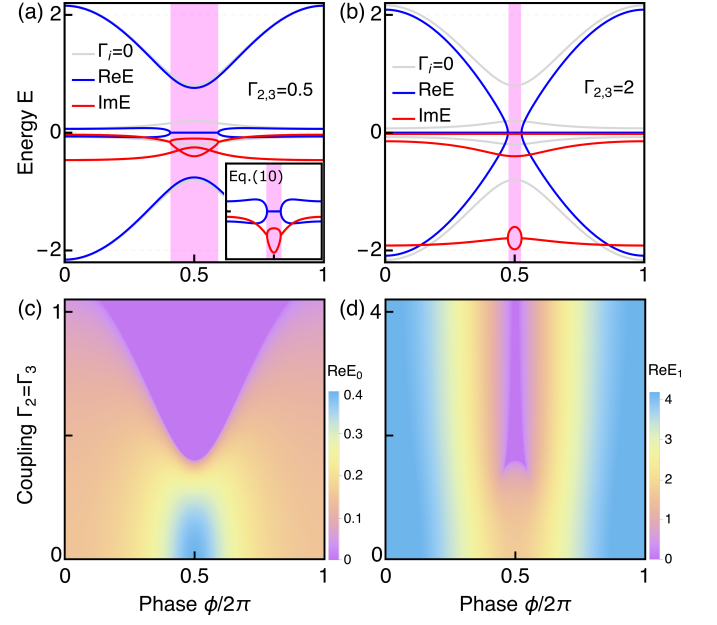 (a)
(b)
2
0
−2
Energy E
Γᵢ=0
ReE
ImE
Γ₂,₃=0.5
Eq.(10)
0
0.5
1
2
0
−2
Γᵢ=0
ReE
ImE
Γ₂,₃=2
0
0.5
1
(c)
(d)
1
0
Coupling Γ₂=Γ₃
0
0.5
1
Phase ϕ/2π
ReE₀
0.4
0.3
0.2
0.1
0
4
0
0
0.5
1
Phase ϕ/2π
ReE₁
4
3
2
1
0